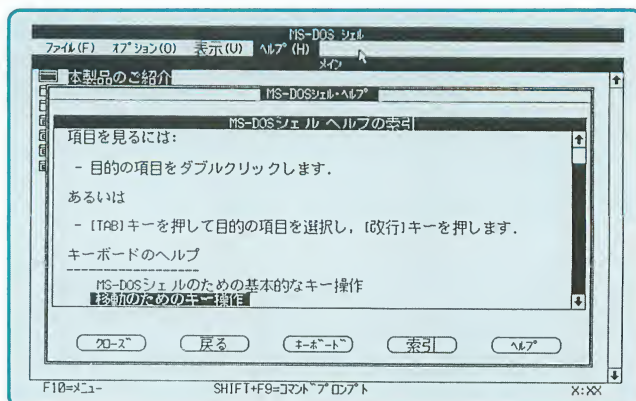 MS-DOS シェル
ファイル(F) オプション(O) 表示(U) ヘルプ(H)
メイン
本製品のご紹介
MS-DOSシェル・ヘルプ
MS-DOSシェル ヘルプの索引
項目を見るには:
- 目的の項目をダブルクリックします.
あるいは
- [TAB]キーを押して目的の項目を選択し, [改行]キーを押します.
キーボードのヘルプ
------------------
MS-DOSシェルのための基本的なキー操作
移動のためのキー操作
クローズ 戻る キーボード 索引 ヘルプ
F10=メニュー SHIFT+F9=コマンドプロンプト X:XX